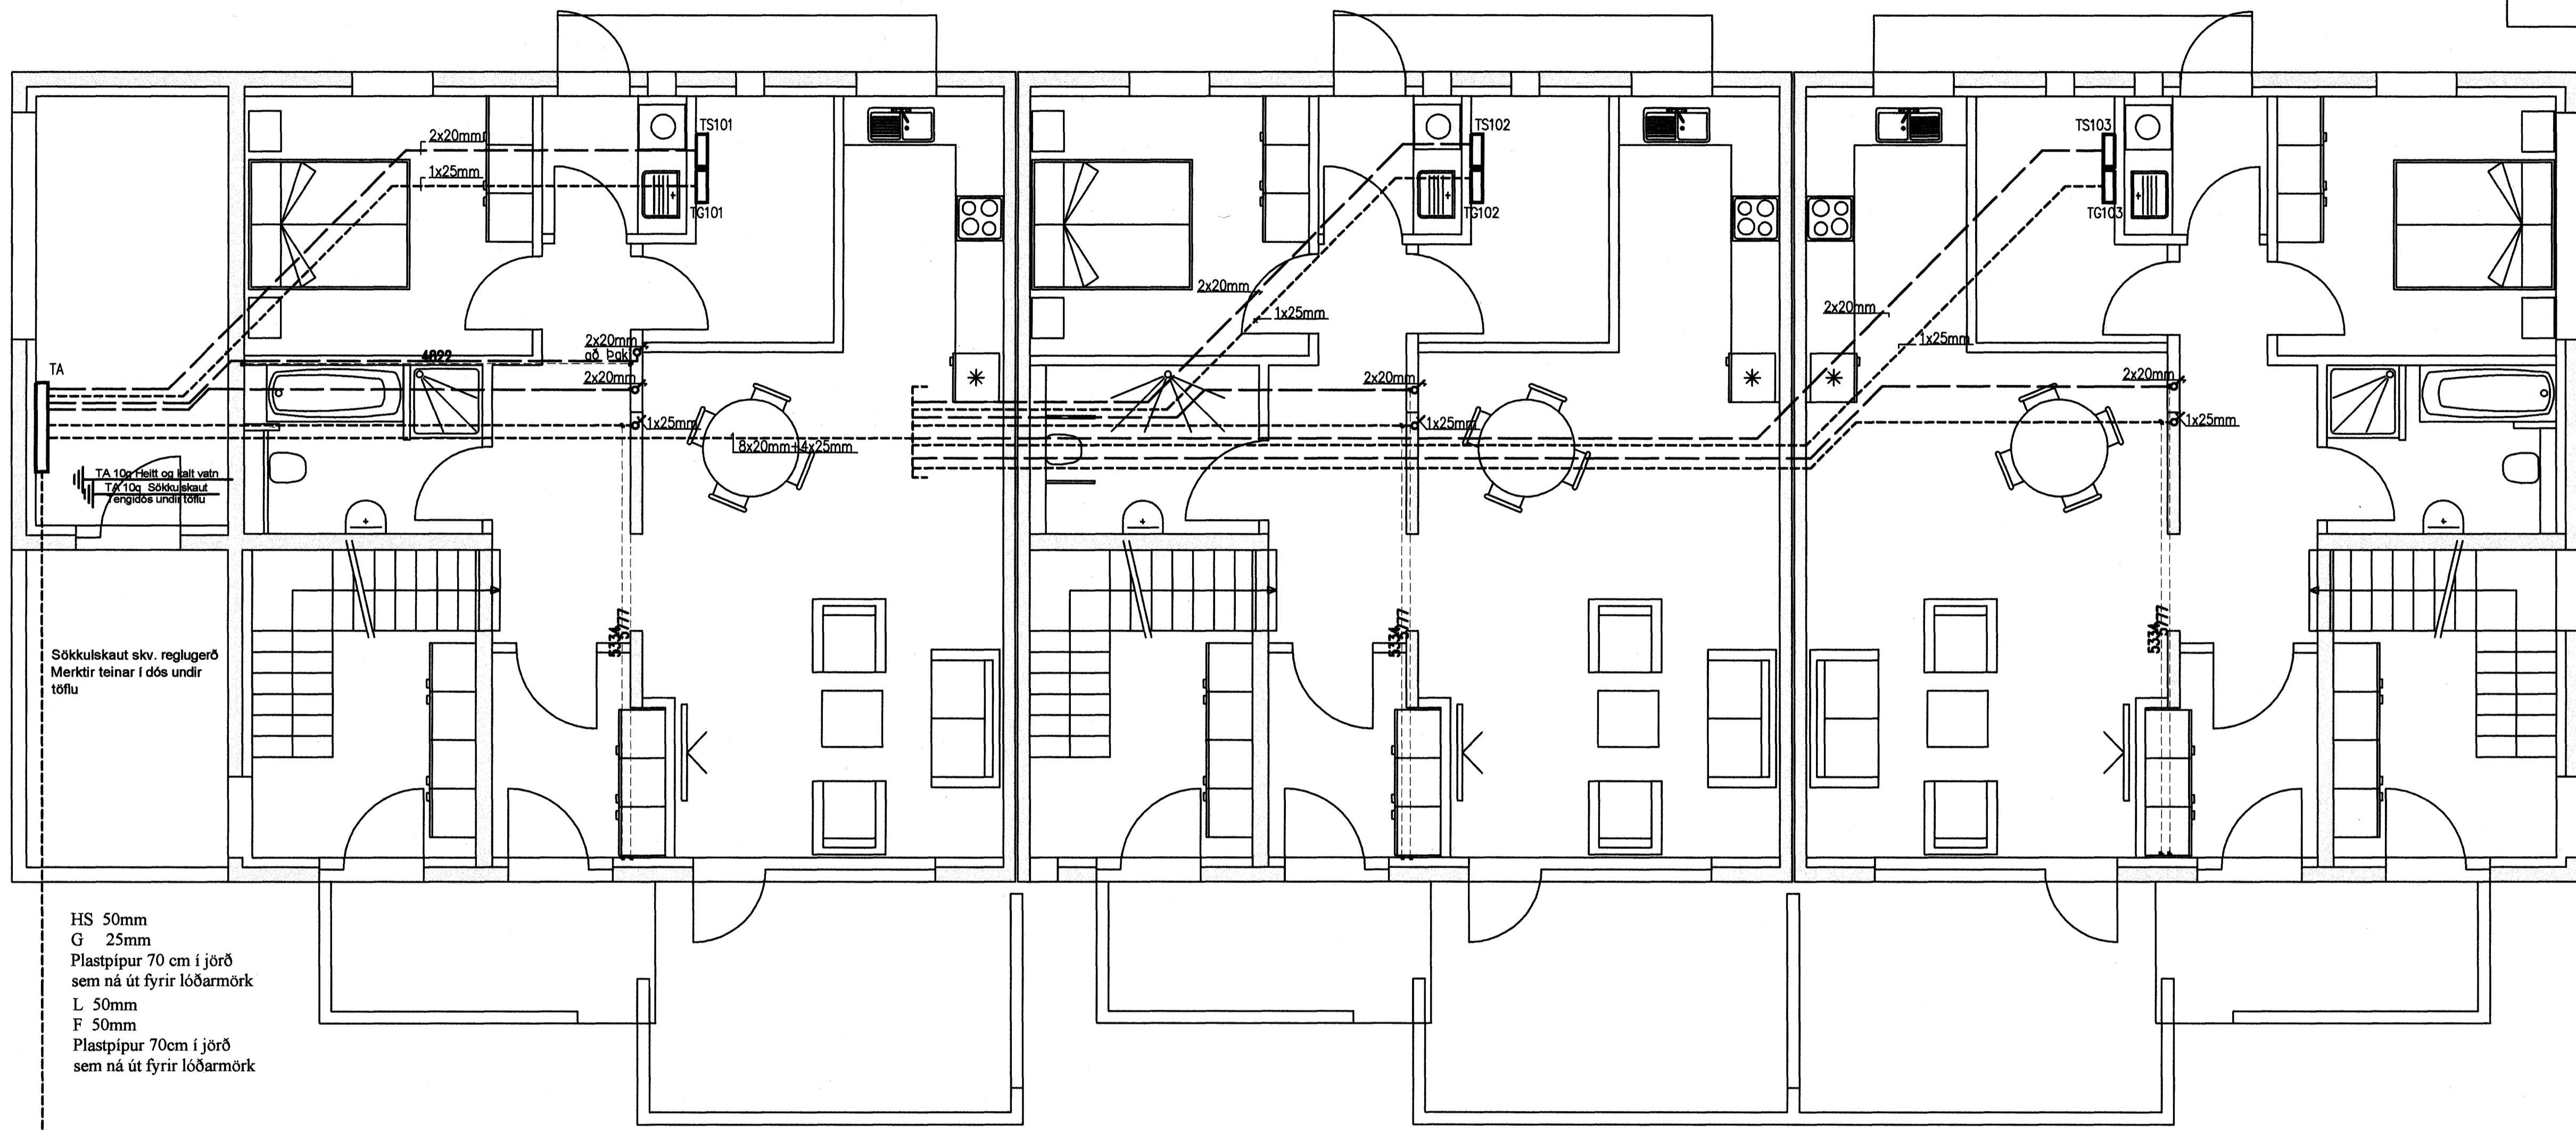 TS101
2x20mm
1x25mm
TG101
TS102
TG102
2x20mm
1x25mm
TS103
TG103
2x20mm
1x25mm
TA
4822
2x20mm
að Þak
2x20mm
1x25mm
8x20mm+4x25mm
2x20mm
1x25mm
2x20mm
1x25mm
TA 10q Heitt og kalt vatn
TA 10q Sökkulskaut
Tengidós undir töflu
5334
5777
5334
5777
5334
5777
Sökkulskaut skv. reglugerð
Merktir teinar í dós undir
töflu
HS 50mm
G 25mm
Plastpípur 70 cm í jörð
sem ná út fyrir lóðarmörk
L 50mm
F 50mm
Plastpípur 70cm í jörð
sem ná út fyrir lóðarmörk